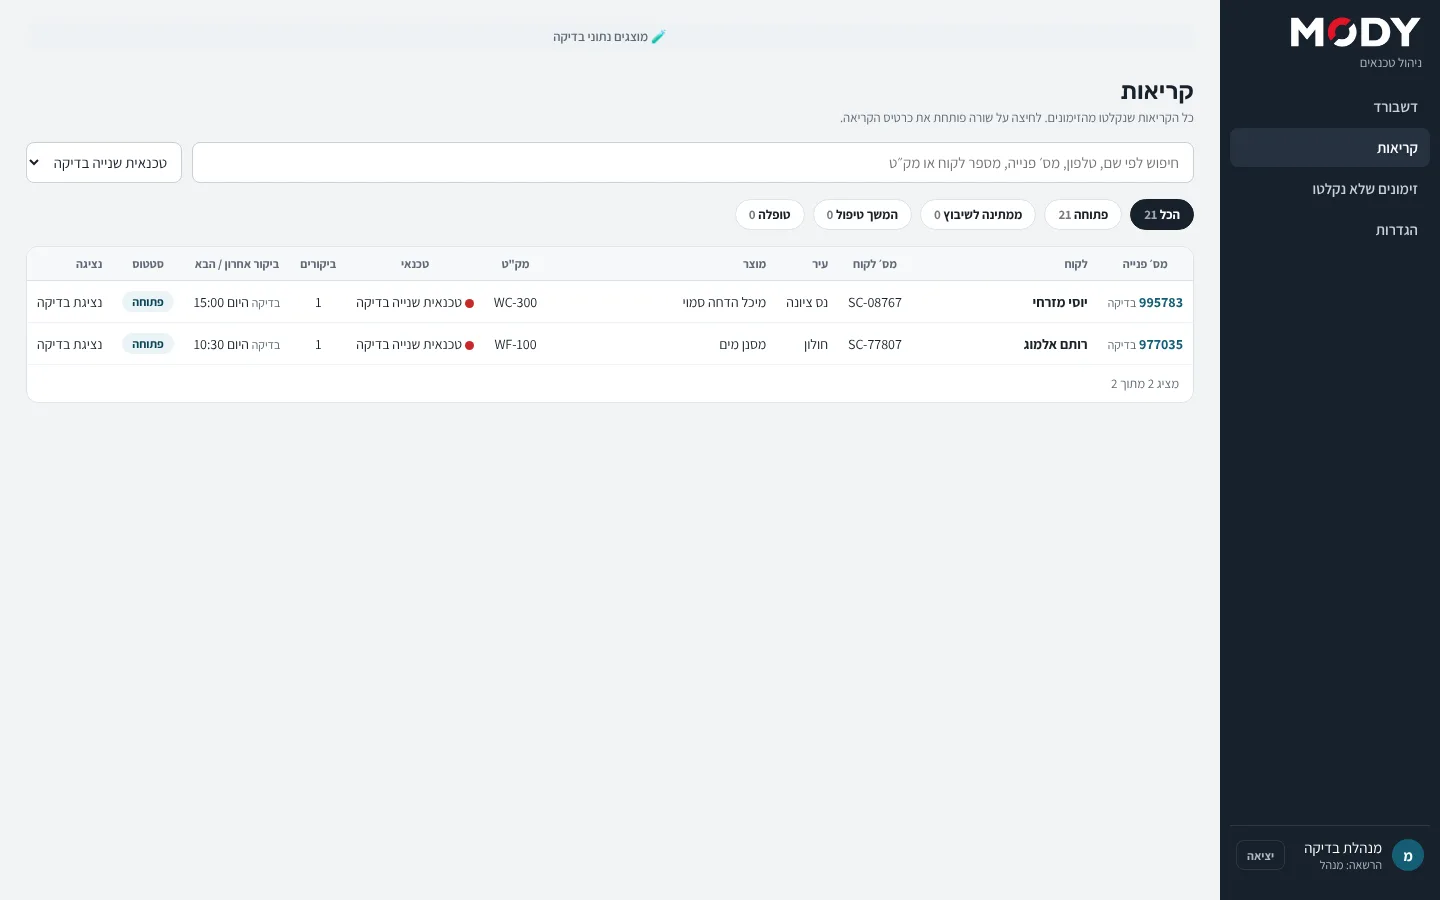 MODY
ניהול טכנאים
דשבורד
קריאות
זימונים שלא נקלטו
הגדרות
מ
מנהלת בדיקה
הרשאה: מנהל
יציאה
🧪 מוצגים נתוני בדיקה
קריאות
כל הקריאות שנקלטו מהזימונים. לחיצה על שורה פותחת את כרטיס הקריאה.
חיפוש לפי שם, טלפון, מס׳ פנייה, מספר לקוח או מק״ט
טכנאית שנייה בדיקה
הכל 21 פתוחה 21 ממתינה לשיבוץ 0 המשך טיפול 0 טופלה 0
מס׳ פנייה לקוח מס׳ לקוח עיר מוצר מק"ט טכנאי ביקורים ביקור אחרון / הבא סטטוס נציגה
995783 בדיקה יוסי מזרחי SC-08767 נס ציונה מיכל הדחה סמוי WC-300 טכנאית שנייה בדיקה 1 בדיקה היום 15:00 פתוחה נציגת בדיקה
977035 בדיקה רותם אלמוג SC-77807 חולון מסנן מים WF-100 טכנאית שנייה בדיקה 1 בדיקה היום 10:30 פתוחה נציגת בדיקה
מציג 2 מתוך 2